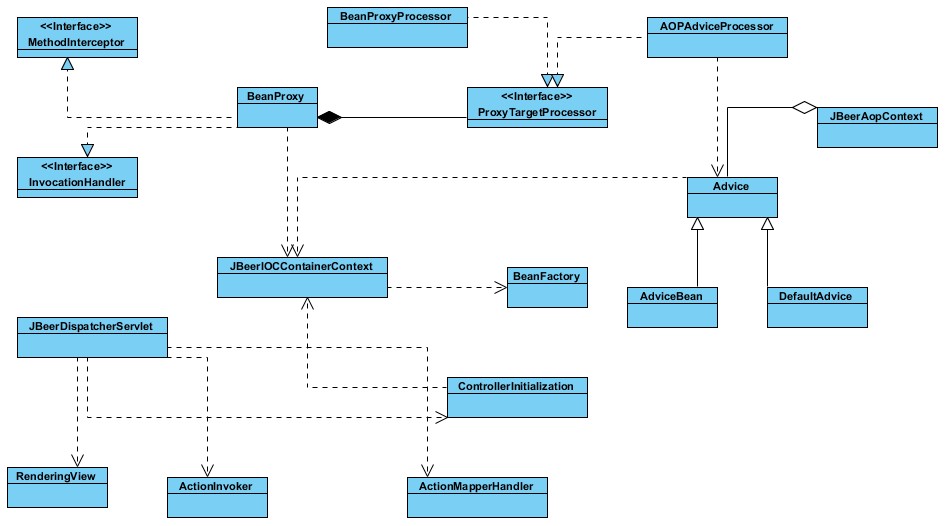 <<Interface>>
MethodInterceptor
BeanProxyProcessor
AOPAdviceProcessor
BeanProxy
<<Interface>>
ProxyTargetProcessor
JBeerAopContext
<<Interface>>
InvocationHandler
Advice
JBeerIOCContainerContext
BeanFactory
AdviceBean
DefaultAdvice
JBeerDispatcherServlet
ControllerInitialization
RenderingView
ActionInvoker
ActionMapperHandler